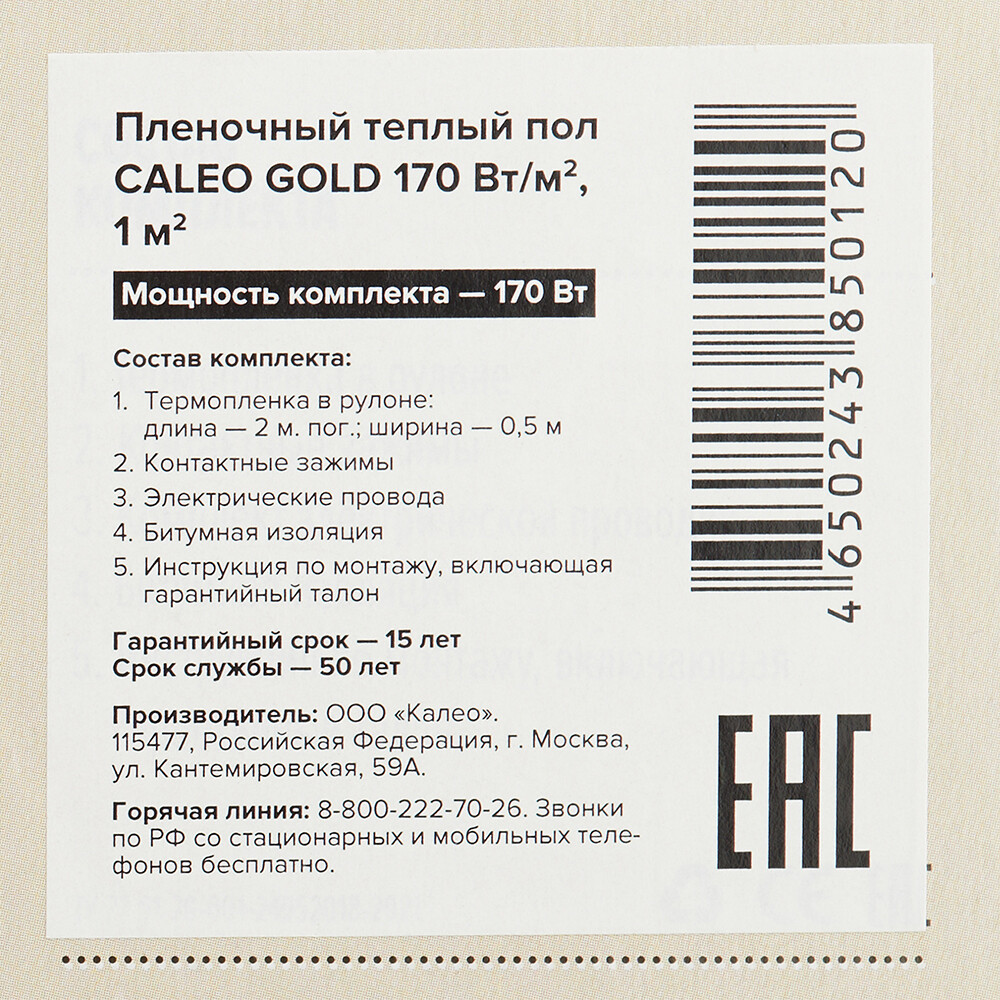 Пленочный теплый пол
CALEO GOLD 170 Вт/м²,
1 м²
Мощность комплекта — 170 Вт
Состав комплекта:
1. Термопленка в рулоне:
длина — 2 м. пог.; ширина — 0,5 м
2. Контактные зажимы
3. Электрические провода
4. Битумная изоляция
5. Инструкция по монтажу, включающая
гарантийный талон
Гарантийный срок — 15 лет
Срок службы — 50 лет
Производитель: ООО «Калео».
115477, Российская Федерация, г. Москва,
ул. Кантемировская, 59А.
Горячая линия: 8-800-222-70-26. Звонки
по РФ со стационарных и мобильных теле-
фонов бесплатно.
4 650243 850120
EAC